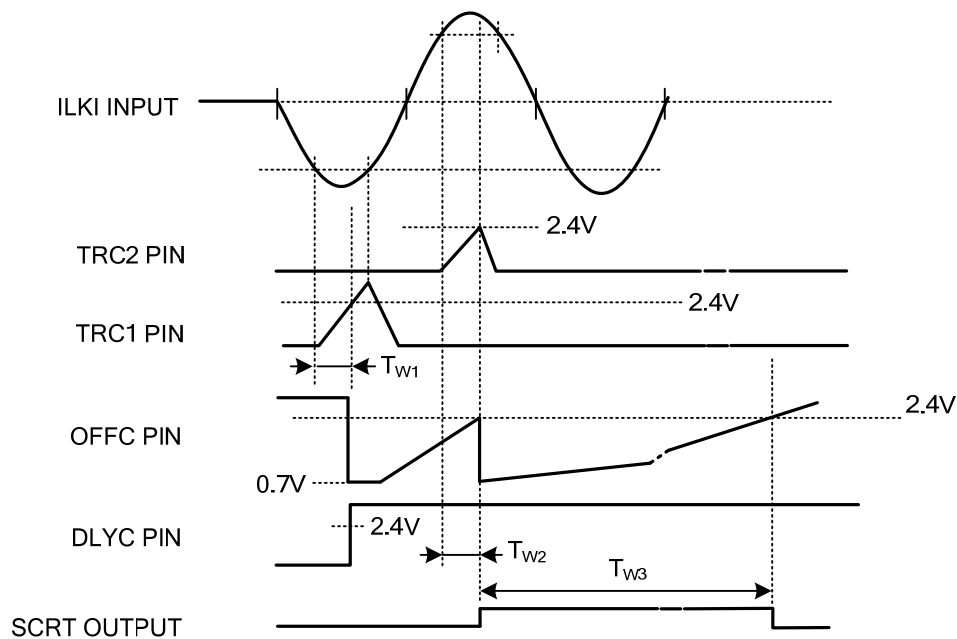 ILKI INPUT
2.4V
TRC2 PIN
2.4V
TRC1 PIN
TW1
2.4V
OFFC PIN
0.7V
2.4V
DLYC PIN
TW2
TW3
SCRT OUTPUT